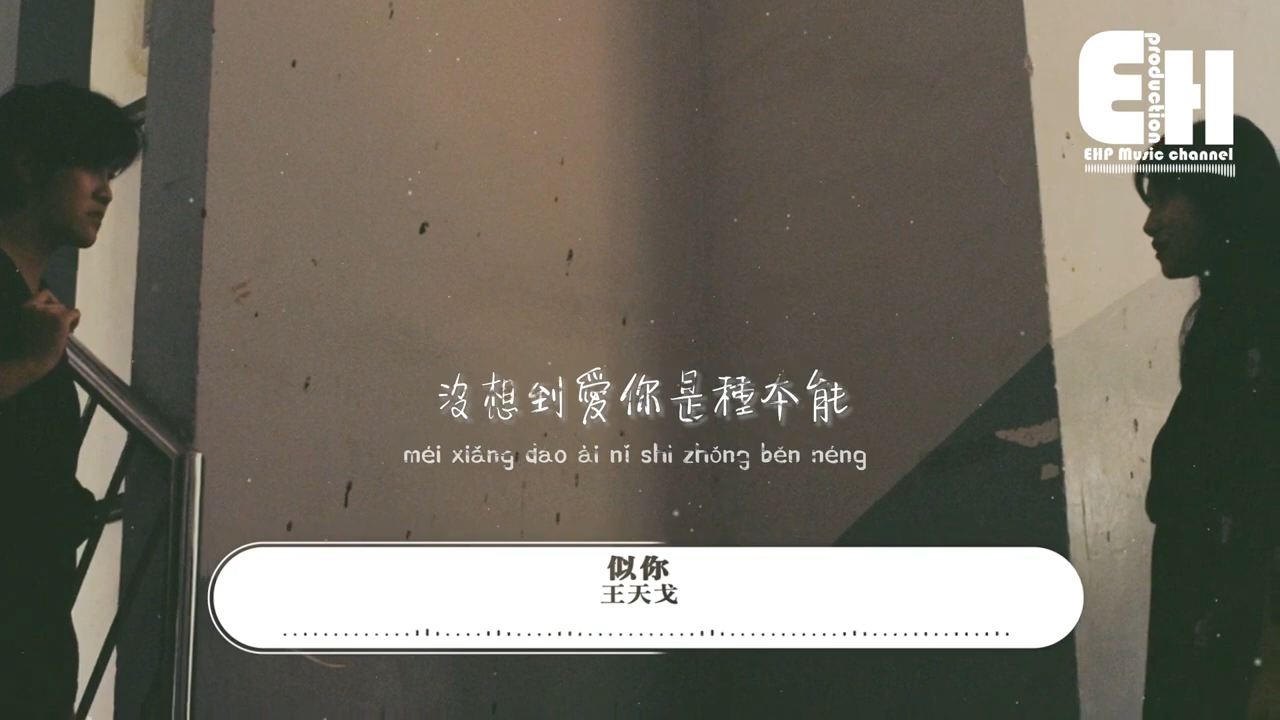 EH
production
EHP Music channel
沒想到愛你是種本能
méi xiǎng dao ài nǐ shì zhǒng běn néng
似你
王天戈